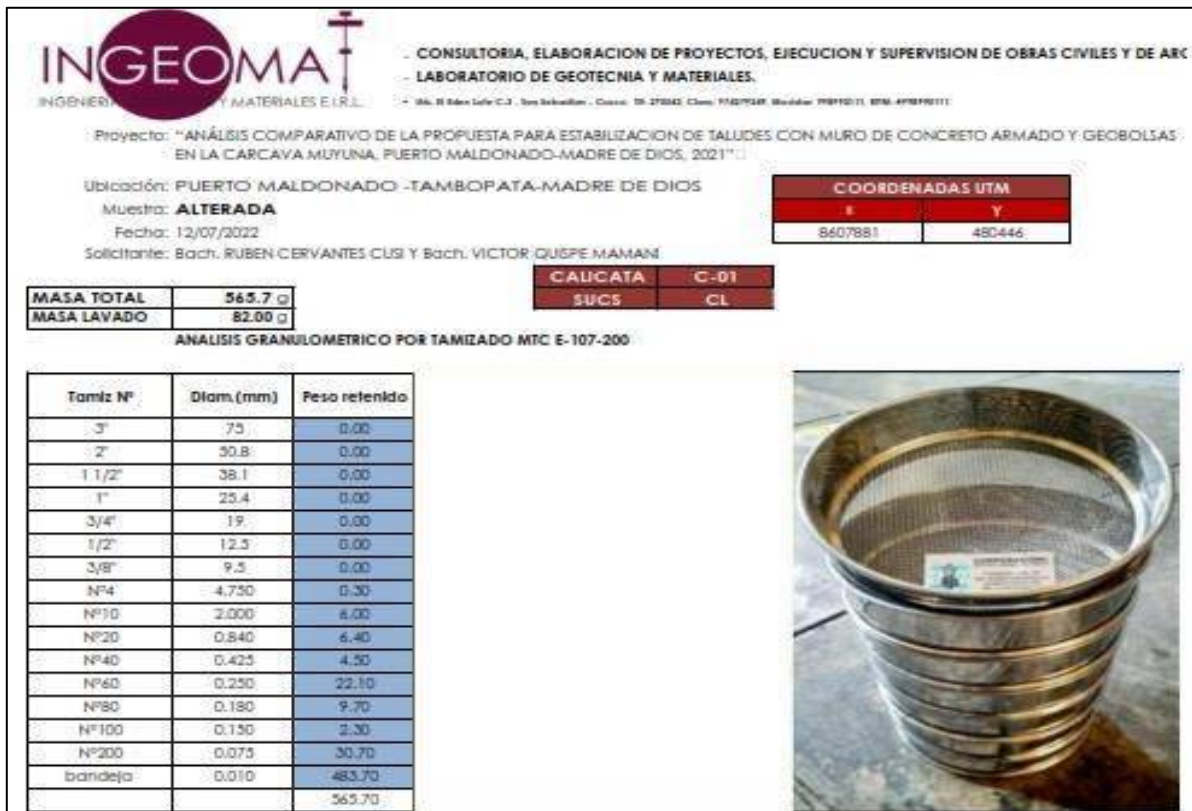 INGEOMAT
- CONSULTORIA, ELABORACION DE PROYECTOS, EJECUCION Y SUPERVISION DE OBRAS CIVILES Y DE ARQ
- LABORATORIO DE GEOTECNIA Y MATERIALES.
INGENIERIA Y MATERIALES E.I.R.L.
Proyecto: "ANÁLISIS COMPARATIVO DE LA PROPUESTA PARA ESTABILIZACION DE TALUDES CON MURO DE CONCRETO ARMADO Y GEOBOLSAS
EN LA CARCAVA MUYUNA, PUERTO MALDONADO-MADRE DE DIOS, 2021"
Ubicación: PUERTO MALDONADO -TAMBOPATA-MADRE DE DIOS
COORDENADAS UTM
Muestra: ALTERADA
X Y
Fecha: 12/07/2022
8607881 480446
Solicitante: Bach. RUBEN CERVANTES CUSI Y Bach. VICTOR QUISPE MAMANI
CALICATA C-01
MASA TOTAL 565.7 g
SUCS CL
MASA LAVADO 82.00 g
ANALISIS GRANULOMETRICO POR TAMIZADO MTC E-107-200
Tamiz Nº Diam.(mm) Peso retenido
3" 75 0.00
2" 50.8 0.00
1 1/2" 38.1 0.00
1" 25.4 0.00
3/4" 19. 0.00
1/2" 12.5 0.00
3/8" 9.5 0.00
Nº4 4.750 0.30
Nº10 2.000 6.00
Nº20 0.840 6.40
Nº40 0.425 4.50
Nº60 0.250 22.10
Nº80 0.180 9.70
Nº100 0.150 2.30
Nº200 0.075 30.70
bandeja 0.010 483.70
565.70